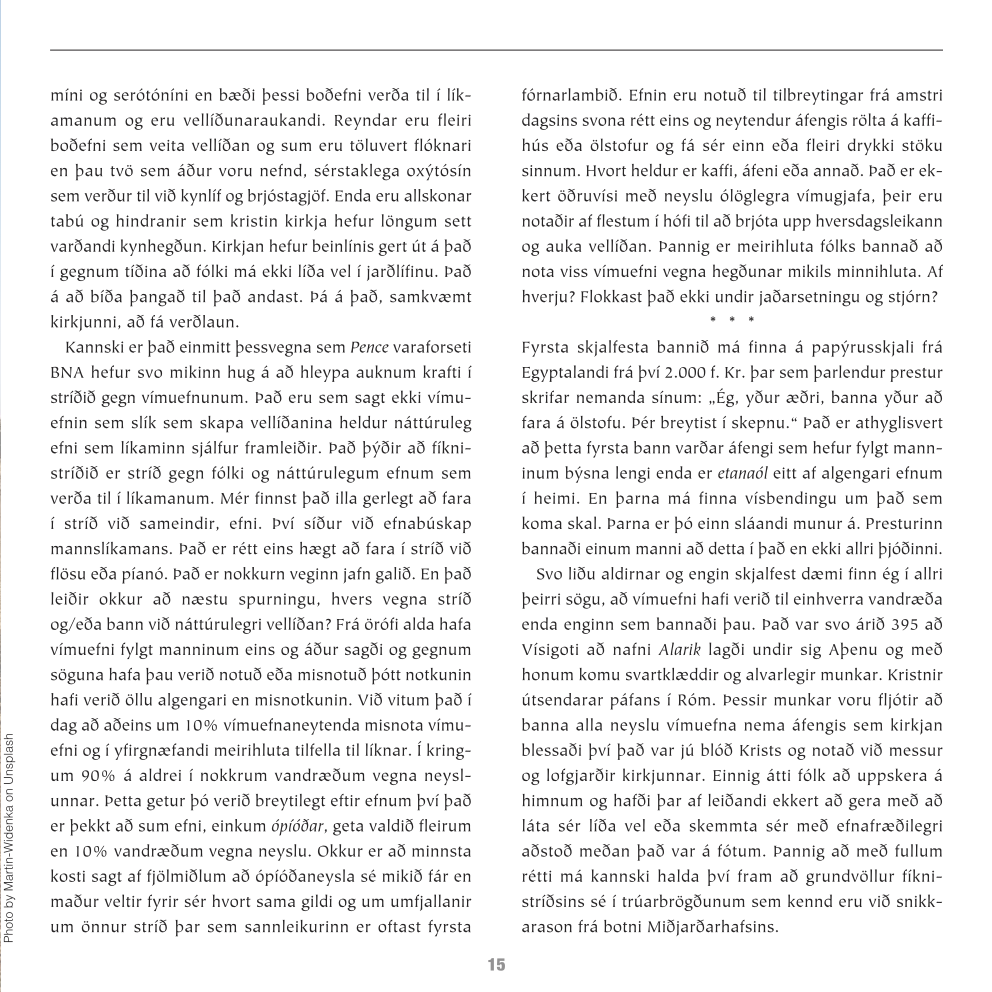 míni og serótóníni en bæði þessi boðefni verða til í lík-
amanum og eru vellíðunaraukandi. Reyndar eru fleiri
boðefni sem veita vellíðan og sum eru töluvert flóknari
en þau tvö sem áður voru nefnd, sérstaklega oxýtósín
sem verður til við kynlíf og brjóstagjöf. Enda eru allskonar
tabú og hindranir sem kristin kirkja hefur löngum sett
varðandi kynhegðun. Kirkjan hefur beinlínis gert út á það
í gegnum tíðina að fólki má ekki líða vel í jarðlífinu. Það
á að bíða þangað til það andast. Þá á það, samkvæmt
kirkjunni, að fá verðlaun.
Kannski er það einmitt þessvegna sem Pence varaforseti
BNA hefur svo mikinn hug á að hleypa auknum krafti í
stríðið gegn vímuefnunum. Það eru sem sagt ekki vímu-
efnin sem slík sem skapa vellíðanina heldur náttúruleg
efni sem líkaminn sjálfur framleiðir. Það þýðir að fíkni-
stríðið er stríð gegn fólki og náttúrulegum efnum sem
verða til í líkamanum. Mér finnst það illa gerlegt að fara
í stríð við sameindir, efni. Því síður við efnabúskap
mannslíkamans. Það er rétt eins hægt að fara í stríð við
flösu eða píanó. Það er nokkurn veginn jafn galið. En það
leiðir okkur að næstu spurningu, hvers vegna stríð
og/eða bann við náttúrulegri vellíðan? Frá örófi alda hafa
vímuefni fylgt manninum eins og áður sagði og gegnum
söguna hafa þau verið notuð eða misnotuð þótt notkunin
hafi verið öllu algengari en misnotkunin. Við vitum það í
dag að aðeins um 10% vímuefnaneytenda misnota vímu-
efni og í yfirgnæfandi meirihluta tilfella til líknar. Í kring-
um 90% á aldrei í nokkrum vandræðum vegna neysl-
unnar. Þetta getur þó verið breytilegt eftir efnum því það
er þekkt að sum efni, einkum ópíóðar, geta valdið fleirum
en 10% vandræðum vegna neyslu. Okkur er að minnsta
kosti sagt af fjölmiðlum að ópíóðaneysla sé mikið fár en
maður veltir fyrir sér hvort sama gildi og um umfjallanir
um önnur stríð þar sem sannleikurinn er oftast fyrsta
fórnarlambið. Efnin eru notuð til tilbreytingar frá amstri
dagsins svona rétt eins og neytendur áfengis rölta á kaffi-
hús eða ölstofur og fá sér einn eða fleiri drykki stöku
sinnum. Hvort heldur er kaffi, áfeni eða annað. Það er ek-
kert öðruvísi með neyslu ólöglegra vímugjafa, þeir eru
notaðir af flestum í hófi til að brjóta upp hversdagsleikann
og auka vellíðan. Þannig er meirihluta fólks bannað að
nota viss vímuefni vegna hegðunar mikils minnihluta. Af
hverju? Flokkast það ekki undir jaðarsetningu og stjórn?
* * *
Fyrsta skjalfesta bannið má finna á papýrusskjali frá
Egyptalandi frá því 2.000 f. Kr. þar sem þarlendur prestur
skrifar nemanda sínum: „Ég, yður æðri, banna yður að
fara á ölstofu. Þér breytist í skepnu.“ Það er athyglisvert
að þetta fyrsta bann varðar áfengi sem hefur fylgt mann-
inum býsna lengi enda er etanaól eitt af algengari efnum
í heimi. En þarna má finna vísbendingu um það sem
koma skal. Þarna er þó einn sláandi munur á. Presturinn
bannaði einum manni að detta í það en ekki allri þjóðinni.
Svo liðu aldirnar og engin skjalfest dæmi finn ég í allri
þeirri sögu, að vímuefni hafi verið til einhverra vandræða
enda enginn sem bannaði þau. Það var svo árið 395 að
Vísigoti að nafni Alarik lagði undir sig Aþenu og með
honum komu svartklæddir og alvarlegir munkar. Kristnir
útsendarar páfans í Róm. Þessir munkar voru fljótir að
banna alla neyslu vímuefna nema áfengis sem kirkjan
blessaði því það var jú blóð Krists og notað við messur
og lofgjarðir kirkjunnar. Einnig átti fólk að uppskera á
himnum og hafði þar af leiðandi ekkert að gera með að
láta sér líða vel eða skemmta sér með efnafræðilegri
aðstoð meðan það var á fótum. Þannig að með fullum
rétti má kannski halda því fram að grundvöllur fíkni-
stríðsins sé í trúarbrögðunum sem kennd eru við snikk-
arason frá botni Miðjarðarhafsins.
Photo by Martin-Widenka on Unsplash
15